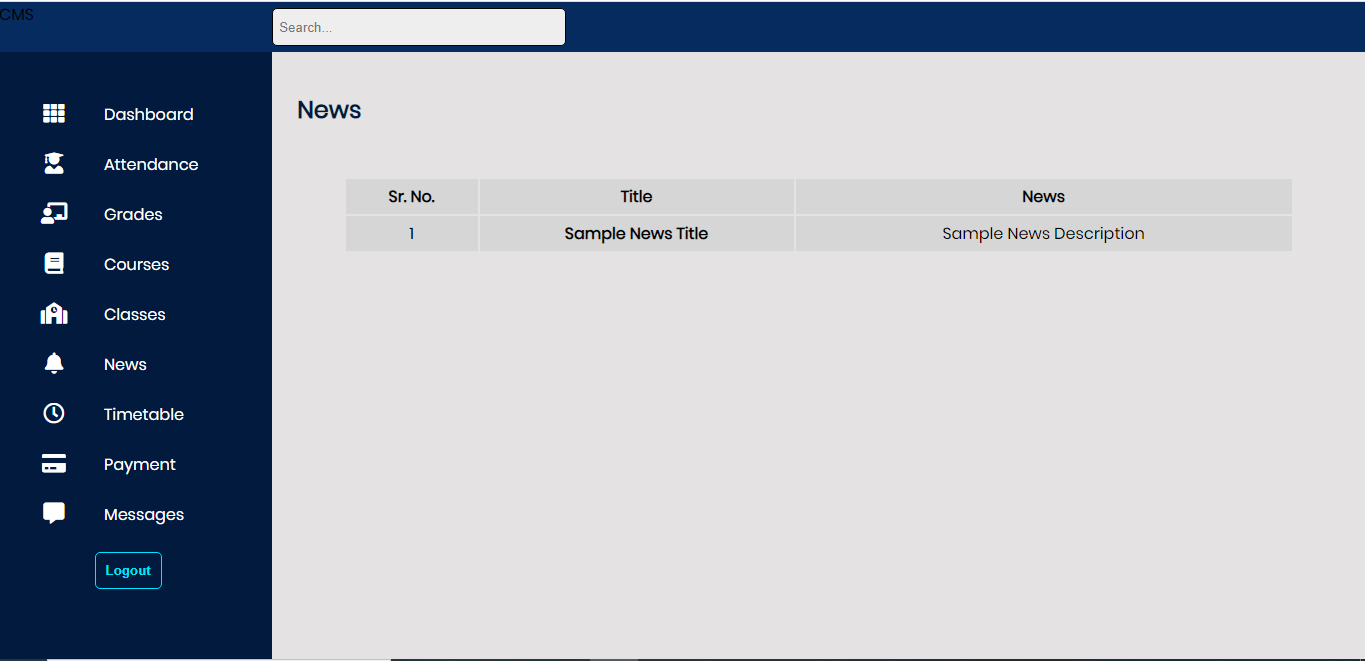 CMS
Search...
Dashboard
Attendance
Grades
Courses
Classes
News
Timetable
Payment
Messages
Logout
News
Sr. No. Title News
1 Sample News Title Sample News Description